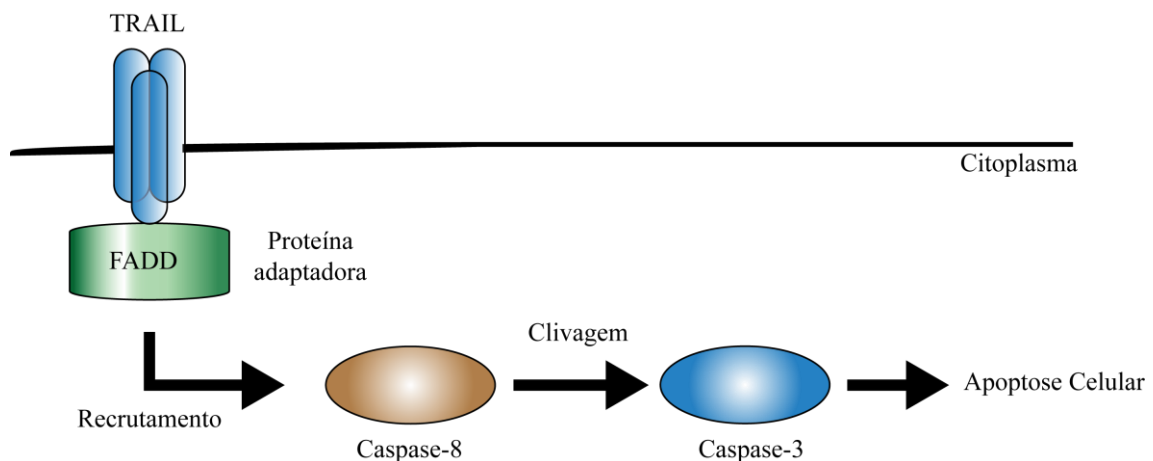 TRAIL
Citoplasma
FADD
Proteína
adaptadora
Recrutamento
Caspase-8
Clivagem
Caspase-3
Apoptose Celular